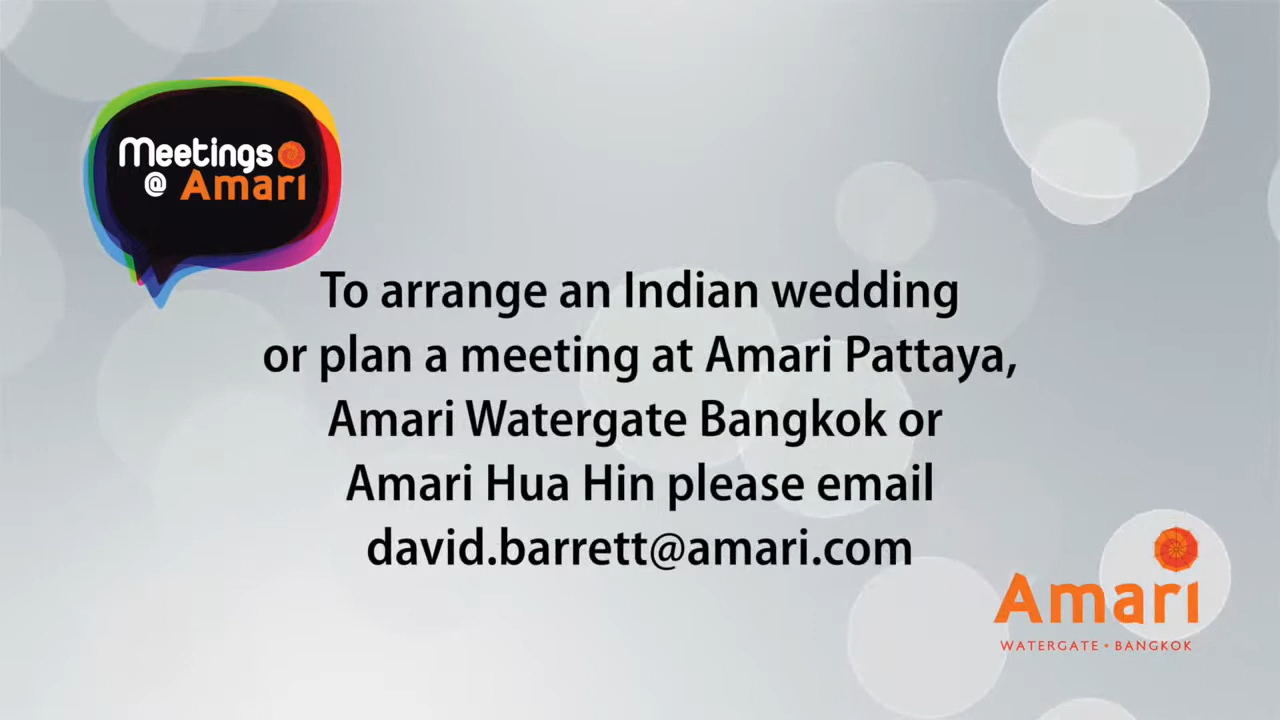 Meetings
@ Amari
To arrange an Indian wedding
or plan a meeting at Amari Pattaya,
Amari Watergate Bangkok or
Amari Hua Hin please email
david.barrett@amari.com
Amari
WATERGATE • BANGKOK